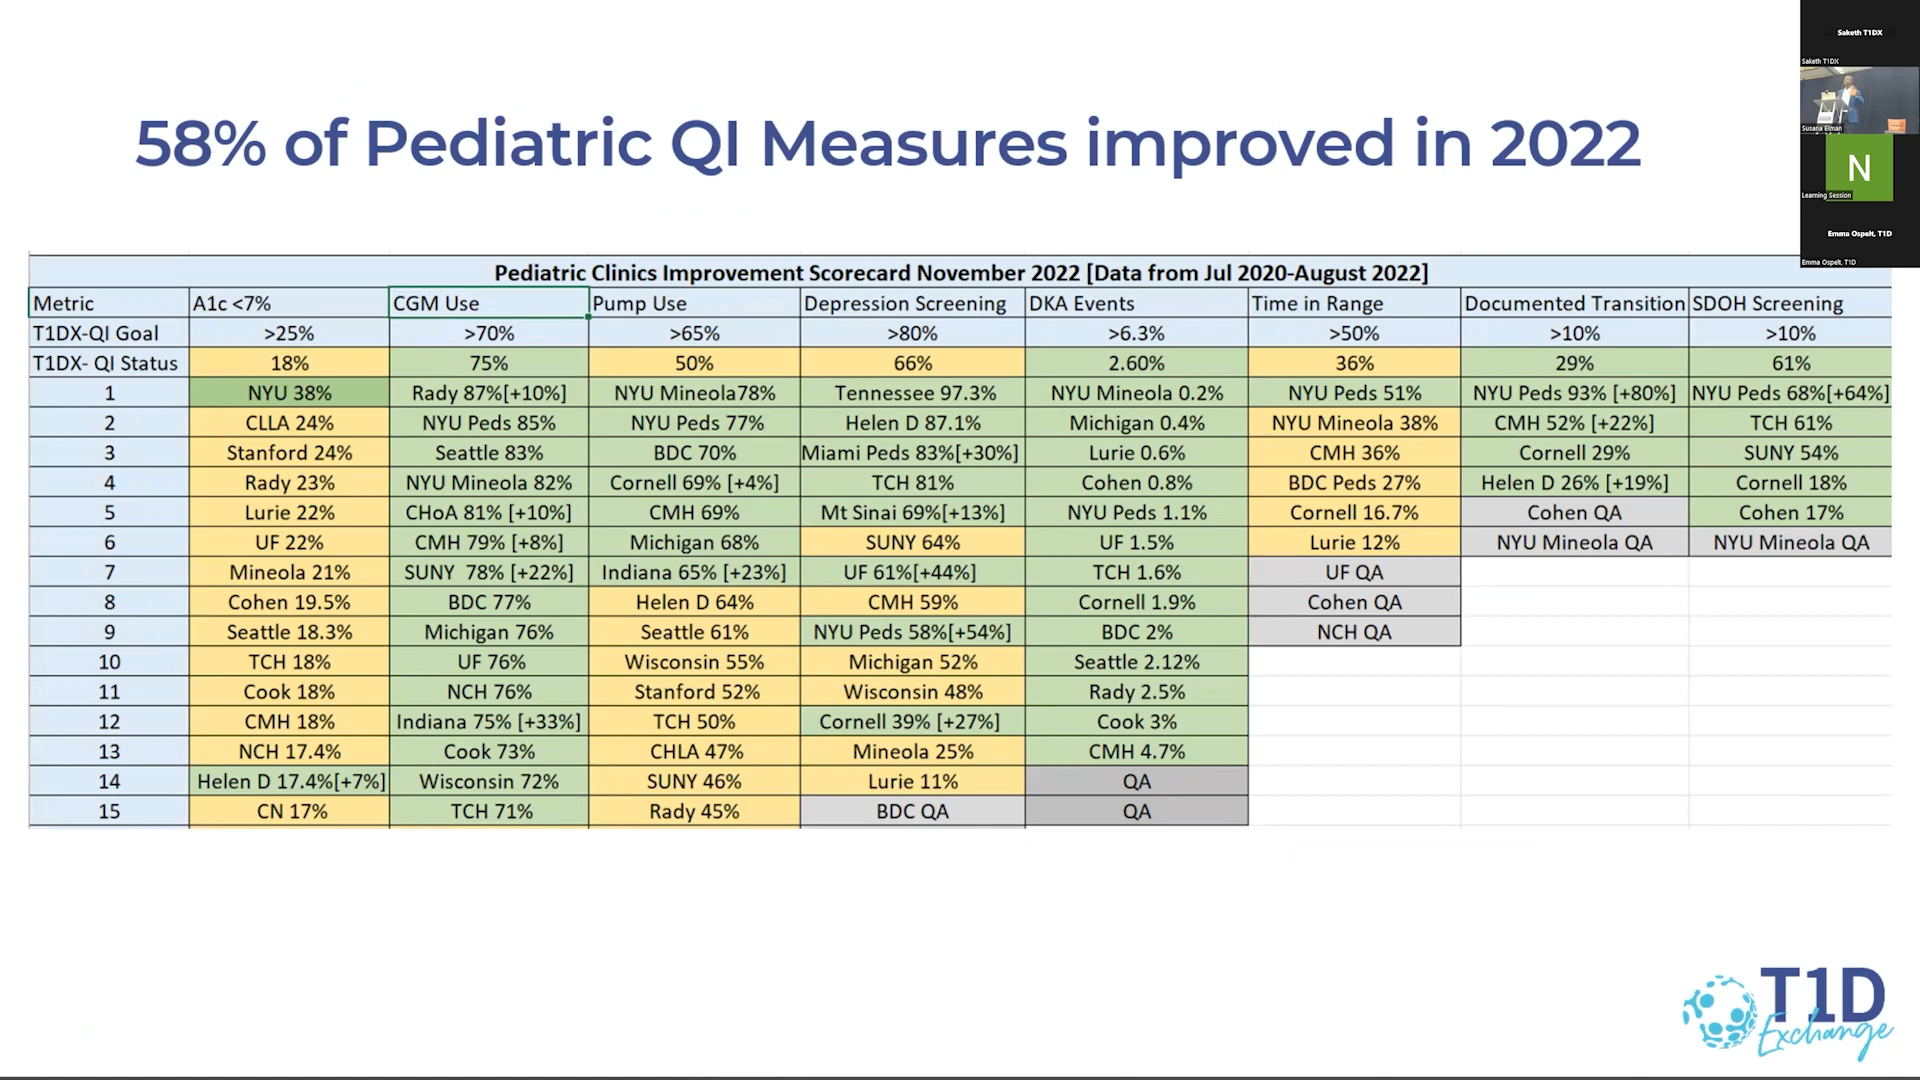 58% of Pediatric QI Measures improved in 2022
Saketh T1DX
Saketh T1DX
Susana Elman
N
Learning Session
Emma Ospelt, T1D
Emma Ospelt, T1D
Pediatric Clinics Improvement Scorecard November 2022 [Data from Jul 2020-August 2022]
Metric A1c <7% CGM Use Pump Use Depression Screening DKA Events Time in Range Documented Transition SDOH Screening
T1DX-QI Goal >25% >70% >65% >80% >6.3% >50% >10% >10%
T1DX- QI Status 18% 75% 50% 66% 2.60% 36% 29% 61%
1 NYU 38% Rady 87%[+10%] NYU Mineola78% Tennessee 97.3% NYU Mineola 0.2% NYU Peds 51% NYU Peds 93% [+80%] NYU Peds 68%[+64%]
2 CLLA 24% NYU Peds 85% NYU Peds 77% Helen D 87.1% Michigan 0.4% NYU Mineola 38% CMH 52% [+22%] TCH 61%
3 Stanford 24% Seattle 83% BDC 70% Miami Peds 83%[+30%] Lurie 0.6% CMH 36% Cornell 29% SUNY 54%
4 Rady 23% NYU Mineola 82% Cornell 69% [+4%] TCH 81% Cohen 0.8% BDC Peds 27% Helen D 26% [+19%] Cornell 18%
5 Lurie 22% CHoA 81% [+10%] CMH 69% Mt Sinai 69%[+13%] NYU Peds 1.1% Cornell 16.7% Cohen QA Cohen 17%
6 UF 22% CMH 79% [+8%] Michigan 68% SUNY 64% UF 1.5% Lurie 12% NYU Mineola QA NYU Mineola QA
7 Mineola 21% SUNY 78% [+22%] Indiana 65% [+23%] UF 61%[+44%] TCH 1.6% UF QA
8 Cohen 19.5% BDC 77% Helen D 64% CMH 59% Cornell 1.9% Cohen QA
9 Seattle 18.3% Michigan 76% Seattle 61% NYU Peds 58%[+54%] BDC 2% NCH QA
10 TCH 18% UF 76% Wisconsin 55% Michigan 52% Seattle 2.12%
11 Cook 18% NCH 76% Stanford 52% Wisconsin 48% Rady 2.5%
12 CMH 18% Indiana 75% [+33%] TCH 50% Cornell 39% [+27%] Cook 3%
13 NCH 17.4% Cook 73% CHLA 47% Mineola 25% CMH 4.7%
14 Helen D 17.4%[+7%] Wisconsin 72% SUNY 46% Lurie 11% QA
15 CN 17% TCH 71% Rady 45% BDC QA QA
T1D
Exchange